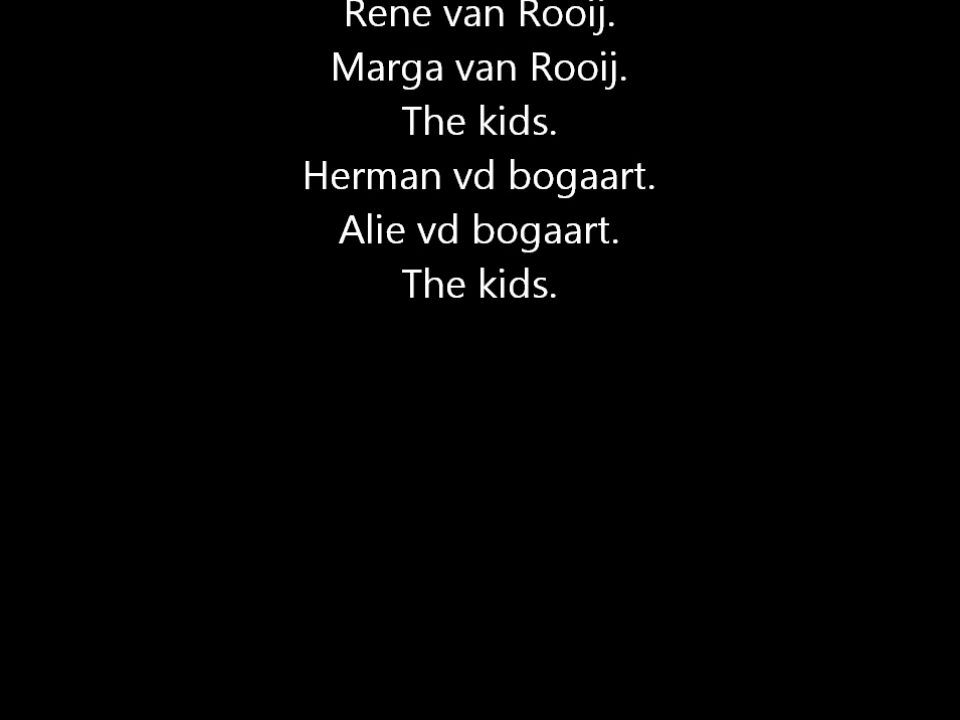 Rene van Rooij.
Marga van Rooij.
The kids.
Herman vd bogaart.
Alie vd bogaart.
The kids.